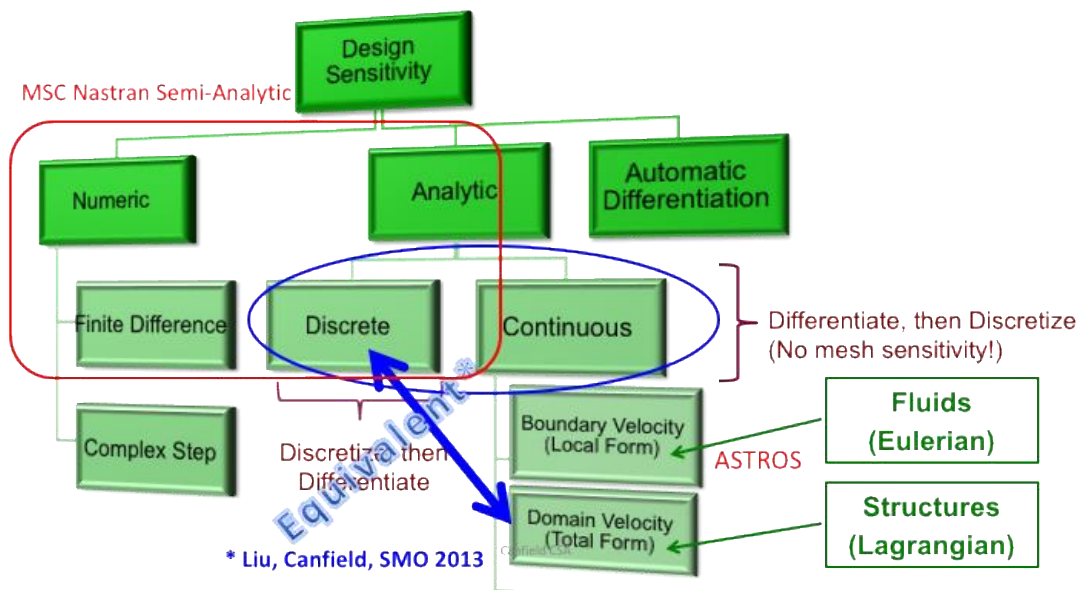 Design
Sensitivity
MSC Nastran Semi-Analytic
Numeric
Analytic
Automatic
Differentiation
Finite Difference
Discrete
Continuous
Differentiate, then Discretize
(No mesh sensitivity!)
Complex Step
Discretize, then
Differentiate
Equivalent*
Boundary Velocity
(Local Form)
ASTROS
Fluids
(Eulerian)
Domain Velocity
(Total Form)
Canfield CSA
Structures
(Lagrangian)
* Liu, Canfield, SMO 2013